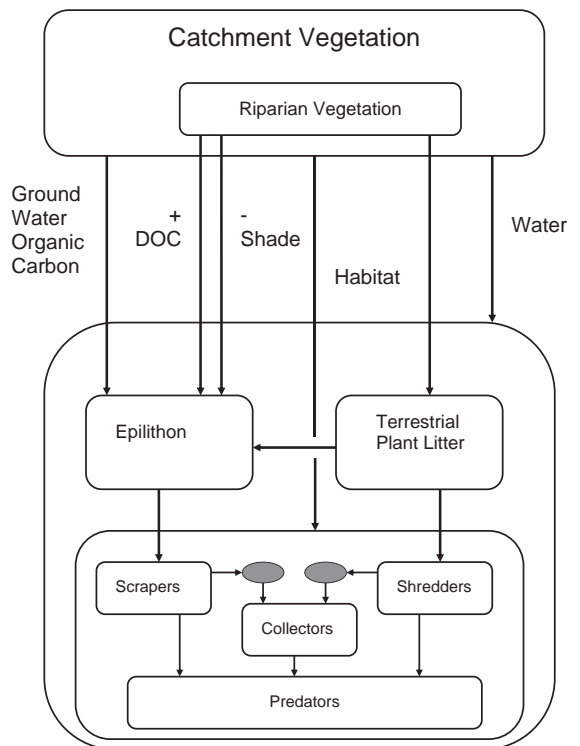 Catchment Vegetation
Riparian Vegetation
Ground
Water
Organic
Carbon
+
DOC
-
Shade
Habitat
Water
Epilithon
Terrestrial
Plant Litter
Scrapers
Shredders
Collectors
Predators